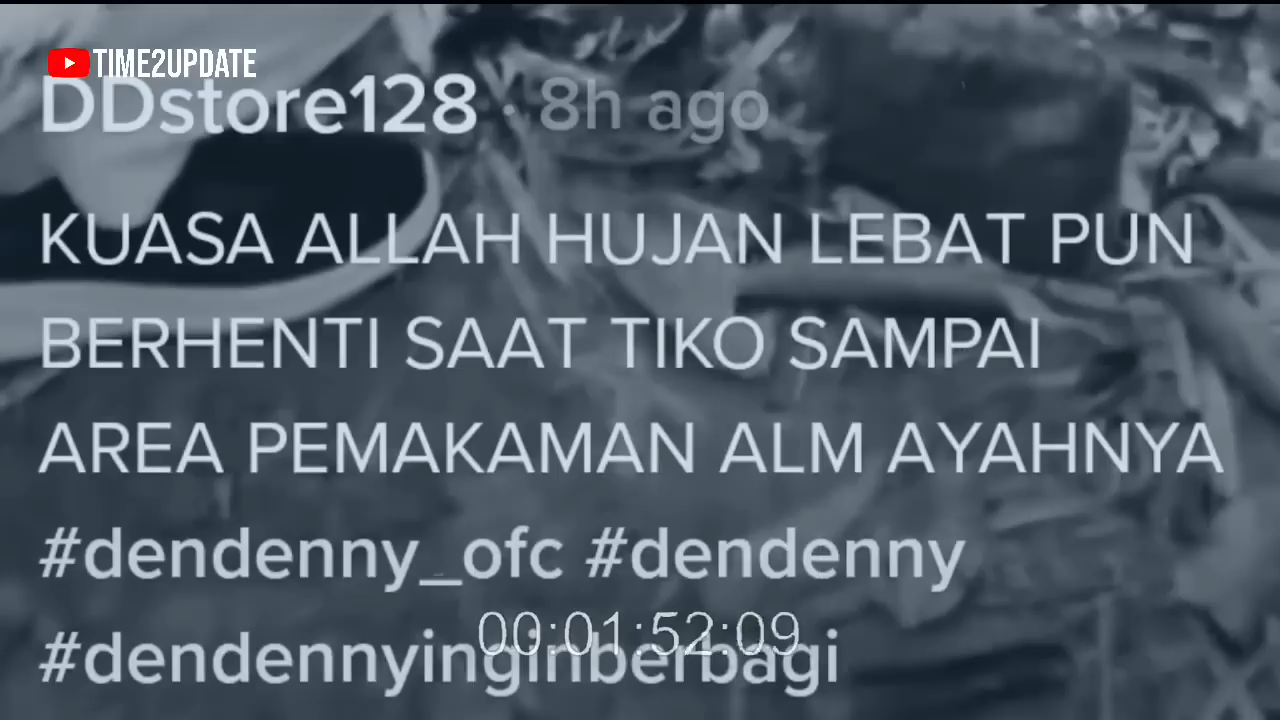 TIME2UPDATE
DDstore128 · 8h ago
KUASA ALLAH HUJAN LEBAT PUN
BERHENTI SAAT TIKO SAMPAI
AREA PEMAKAMAN ALM AYAHNYA
#dendenny_ofc #dendenny
00:01:52:09
#dendennyinginberbagi